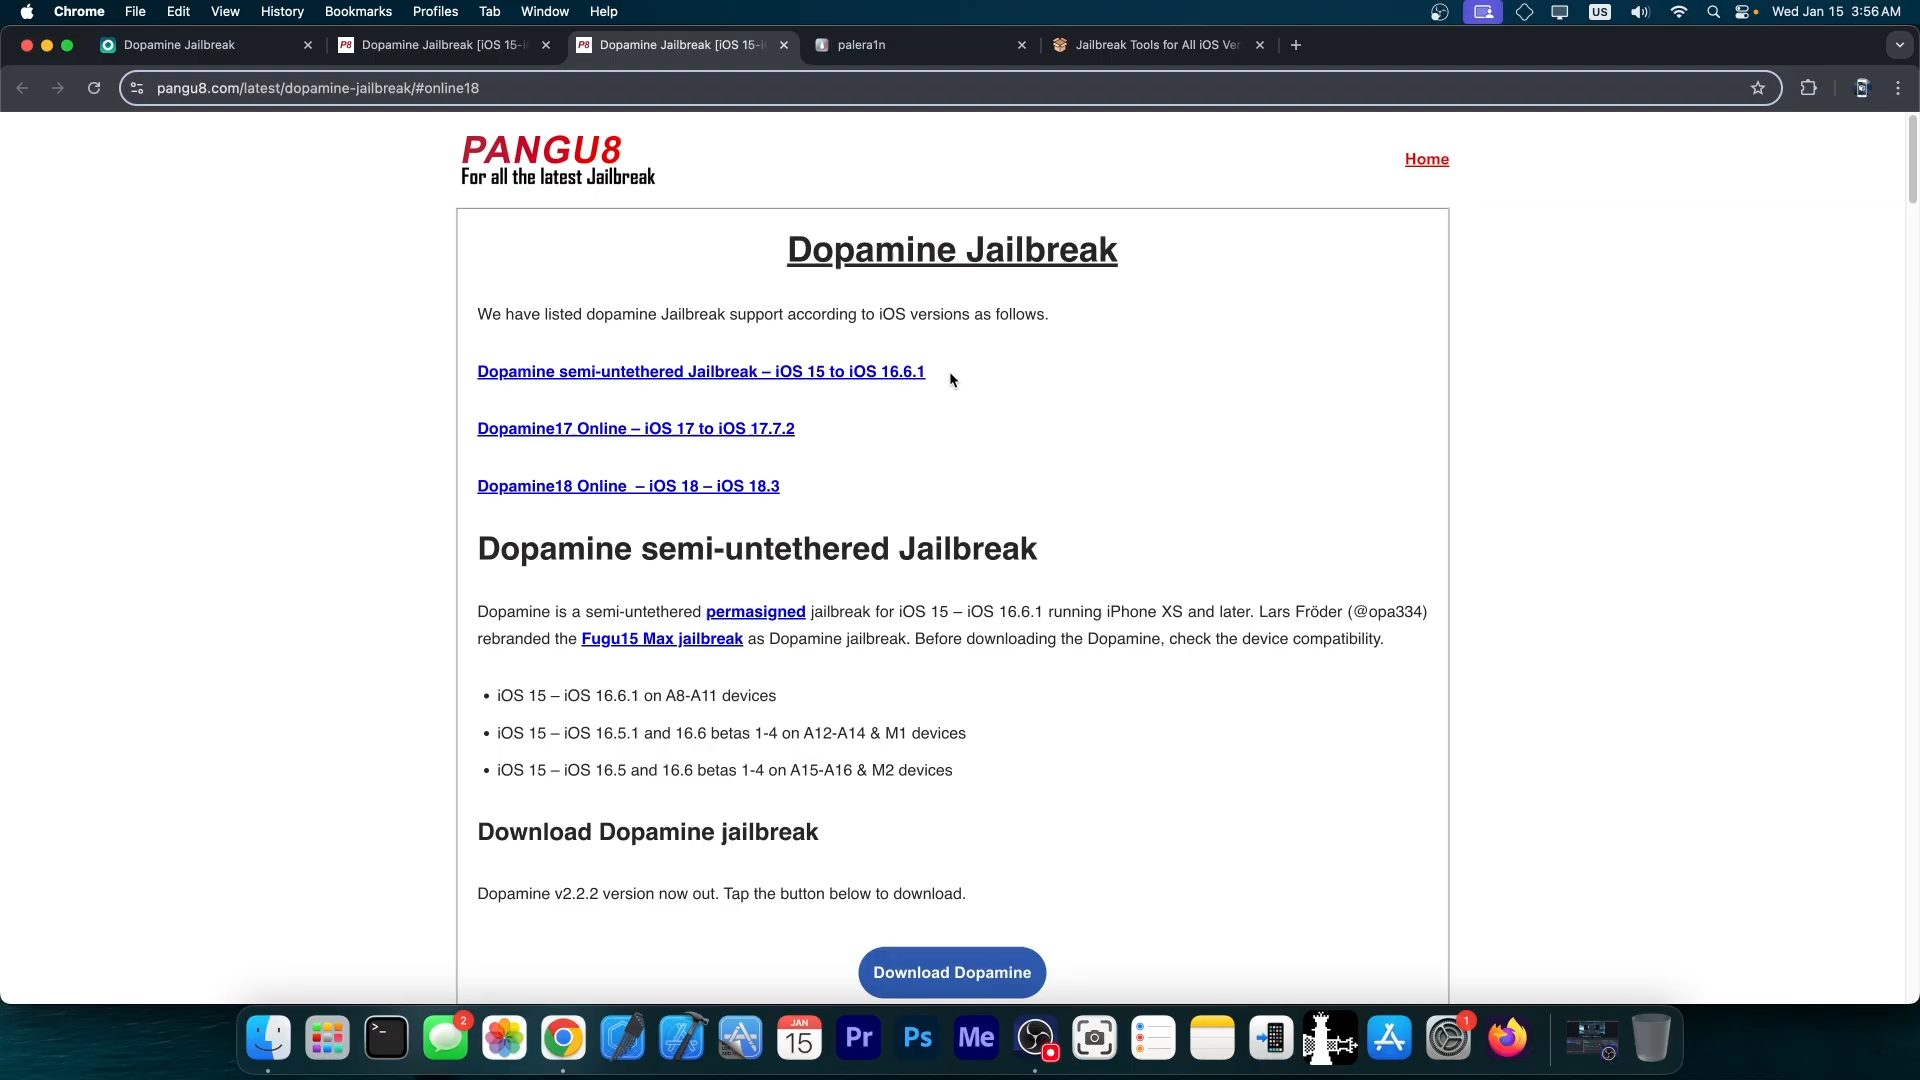 Chrome File Edit View History Bookmarks Profiles Tab Window Help US Wed Jan 15 3:56 AM
Dopamine Jailbreak Dopamine Jailbreak [iOS 15- Dopamine Jailbreak [iOS 15- palera1n Jailbreak Tools for All iOS Ver
pangu8.com/latest/dopamine-jailbreak/#online18
PANGU8
For all the latest Jailbreak
Home
Dopamine Jailbreak
We have listed dopamine Jailbreak support according to iOS versions as follows.
Dopamine semi-untethered Jailbreak – iOS 15 to iOS 16.6.1
Dopamine17 Online – iOS 17 to iOS 17.7.2
Dopamine18 Online – iOS 18 – iOS 18.3
Dopamine semi-untethered Jailbreak
Dopamine is a semi-untethered permasigned jailbreak for iOS 15 – iOS 16.6.1 running iPhone XS and later. Lars Fröder (@opa334)
rebranded the Fugu15 Max jailbreak as Dopamine jailbreak. Before downloading the Dopamine, check the device compatibility.
• iOS 15 – iOS 16.6.1 on A8-A11 devices
• iOS 15 – iOS 16.5.1 and 16.6 betas 1-4 on A12-A14 & M1 devices
• iOS 15 – iOS 16.5 and 16.6 betas 1-4 on A15-A16 & M2 devices
Download Dopamine jailbreak
Dopamine v2.2.2 version now out. Tap the button below to download.
Download Dopamine
2 JAN 15 Pr Ps Me 1